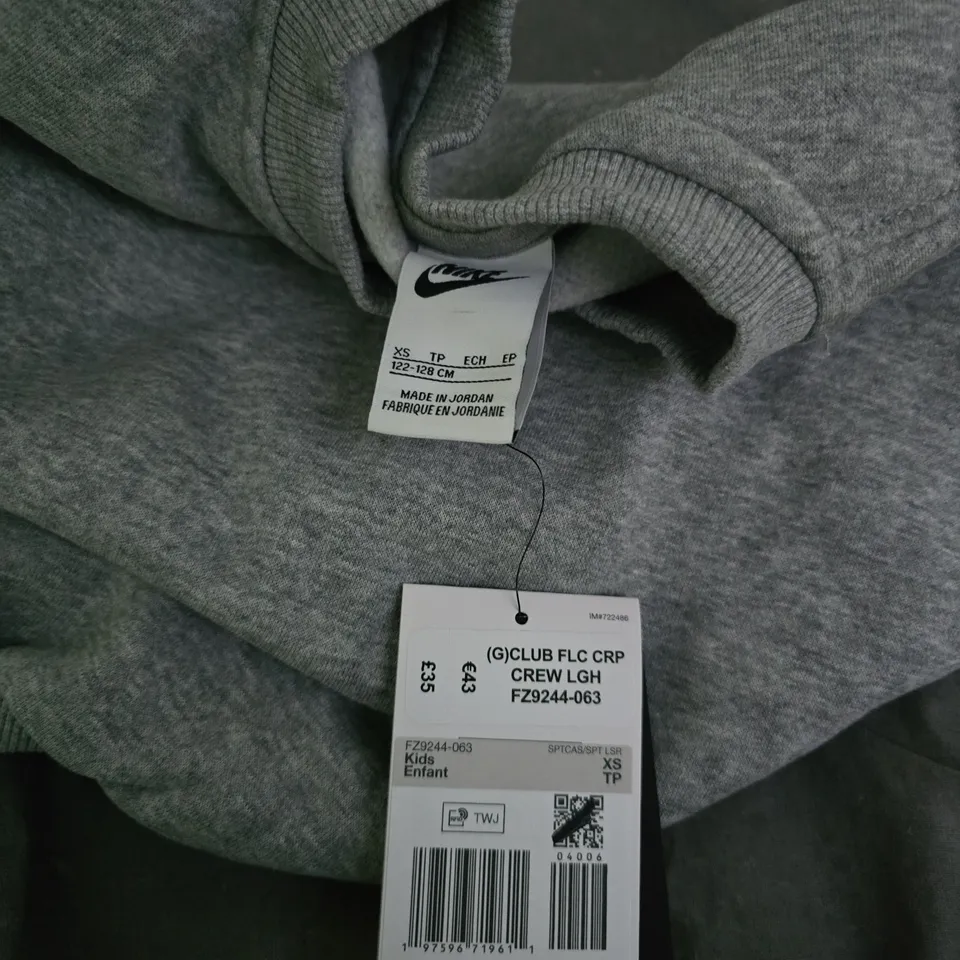 NIKE
XS TP ECH EP
122-128 CM
MADE IN JORDAN
FABRIQUE EN JORDANIE
IM#722486
(G)CLUB FLC CRP
CREW LGH
FZ9244-063
£35
€43
FZ9244-063
SPTCAS/SPT LSR
Kids
XS
Enfant
TP
RFID
TWJ
04006
1 97596 71961 1